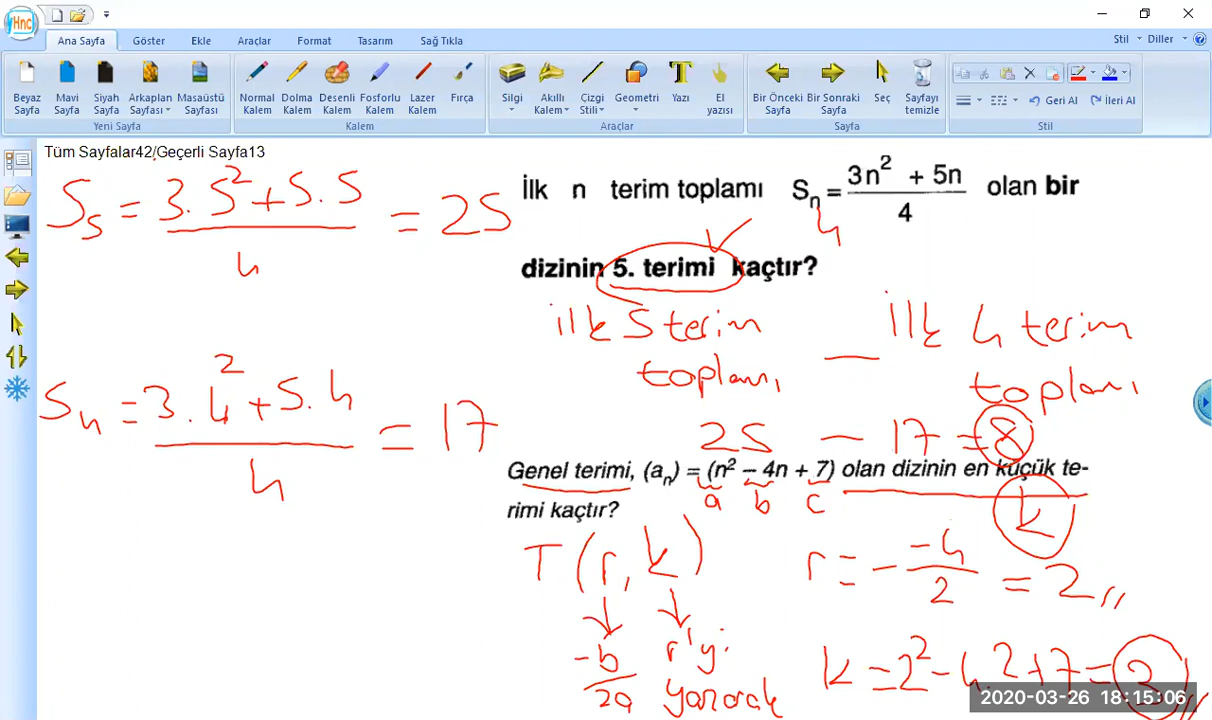 Hnc
Ana Sayfa Göster Ekle Araçlar Format Tasarım Sağ Tıkla Stil Diller
Beyaz Sayfa Mavi Sayfa Siyah Sayfa Arkaplan Sayfası Masaüstü Sayfası Normal Kalem Dolma Kalem Desenli Kalem Fosforlu Kalem Lazer Kalem Fırça Silgi Akıllı Kalem Çizgi Stili Geometri Yazı El yazısı Bir Önceki Sayfa Bir Sonraki Sayfa Seç Sayfayı temizle Geri Al İleri Al
Yeni Sayfa Kalem Araçlar Sayfa Stil
Tüm Sayfalar42/Geçerli Sayfa13
S₅ = (3.5² + 5.5)/4 = 25
İlk n terim toplamı Sₙ = (3n² + 5n)/4 olan bir
4
dizinin 5. terimi kaçtır?
ilk 5 terim toplamı — ilk 4 terim toplamı
S₄ = (3.4² + 5.4)/4 = 17
25 — 17 = 8
Genel terimi, (aₙ) = (n² – 4n + 7) olan dizinin en küçük te-
a b c
rimi kaçtır?
k
T(r, k) r = - -4/2 = 2
-b/2a r'yi yazarak
k = 2² - 4.2 + 7 = 3
2020-03-26 18:15:06